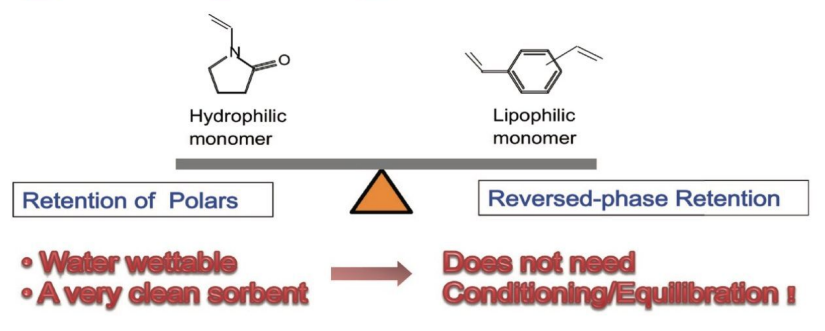 N
O
Hydrophilic
monomer
Lipophilic
monomer
Retention of Polars
Reversed-phase Retention
• Water wettable
• A very clean sorbent
Does not need
Conditioning/Equilibration !